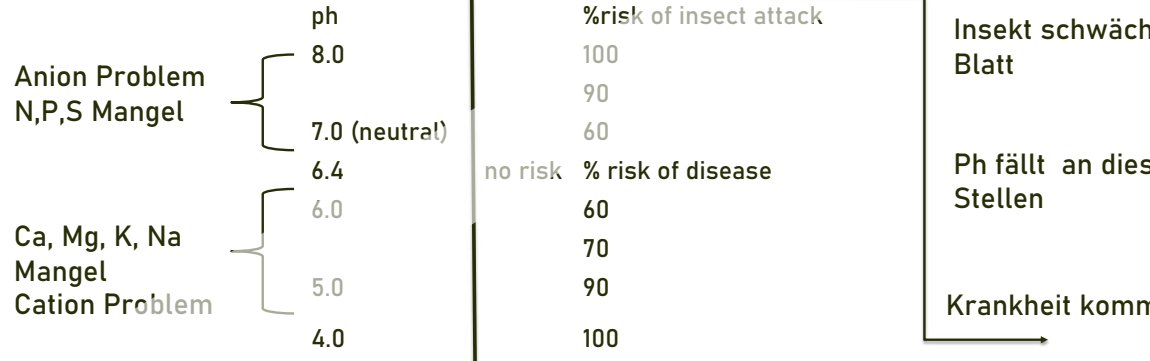 ph
%risk of insect attack
8.0
100
90
Anion Problem
N,P,S Mangel
7.0 (neutral)
60
6.4
no risk
% risk of disease
6.0
60
70
Ca, Mg, K, Na
Mangel
Cation Problem
5.0
90
4.0
100
Insekt schwäch
Blatt
Ph fällt an dies
Stellen
Krankheit komm